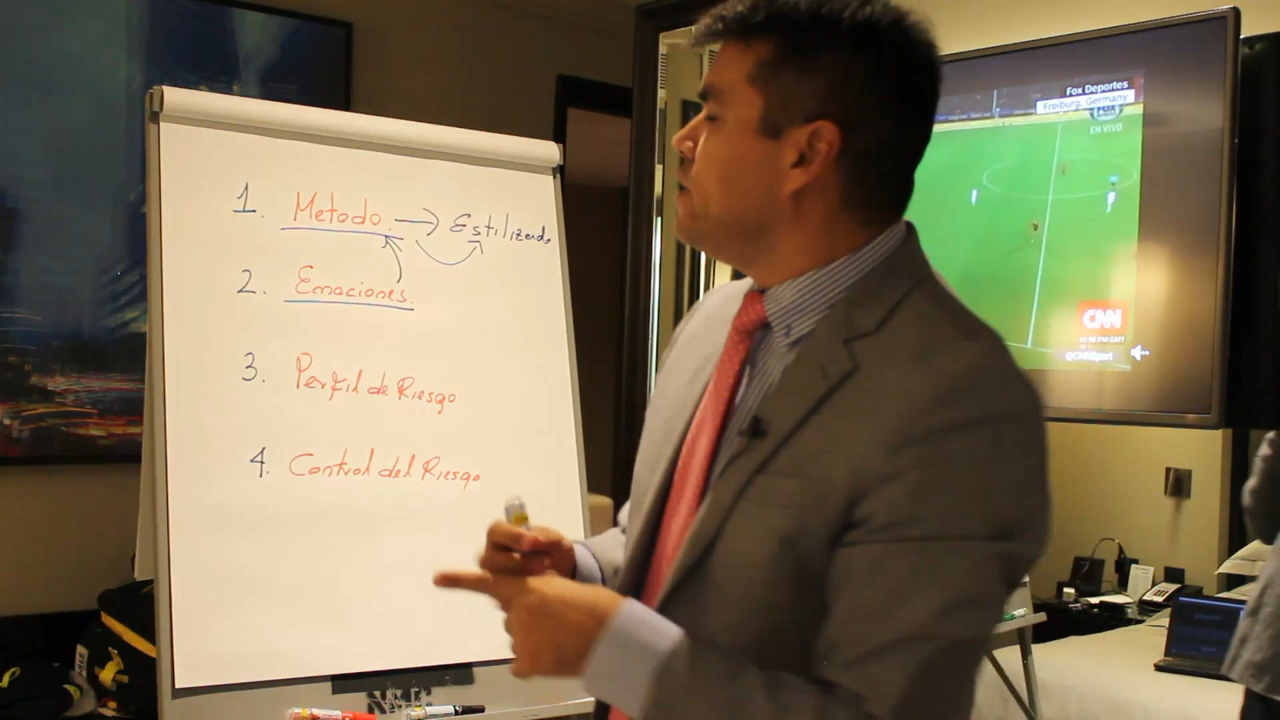 1. Metodo. → Estilizado
2. Emociones.
3. Perfil de Riesgo
4. Control del Riesgo
Fox Deportes
Freiburg, Germany
FOX
EN VIVO
CNN
@CNNSport